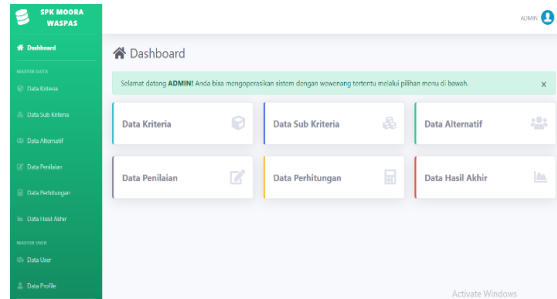 SPK MOORA
WASPAS
ADMIN
Dashboard
MASTER DATA
Data Kriteria
Data Sub Kriteria
Data Alternatif
Data Penilaian
Data Perhitungan
Data Hasil Akhir
MASTER USER
Data User
Data Profile
Dashboard
Selamat datang ADMIN! Anda bisa mengoperasikan sistem dengan wewenang tertentu melalui pilihan menu di bawah.
x
Data Kriteria
Data Sub Kriteria
Data Alternatif
Data Penilaian
Data Perhitungan
Data Hasil Akhir
Activate Windows